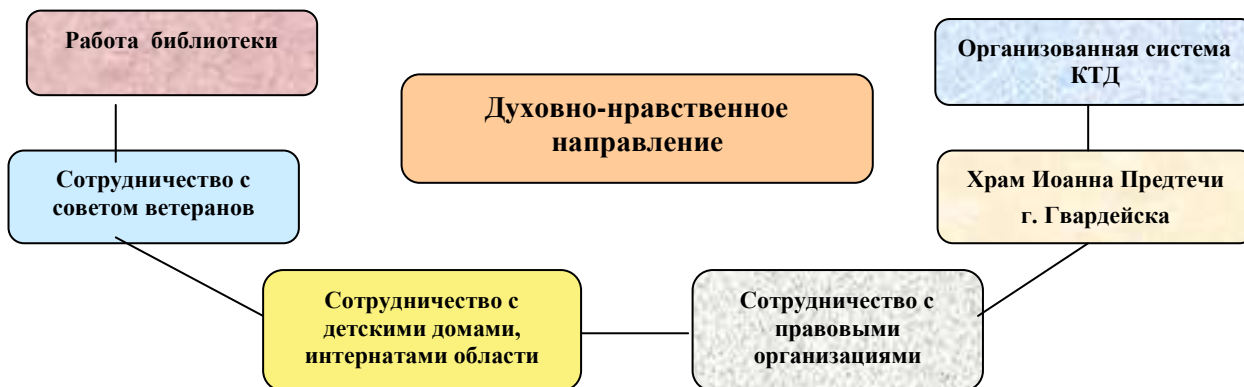 Работа библиотеки
Организованная система
КТД
Духовно-нравственное
направление
Сотрудничество с
советом ветеранов
Храм Иоанна Предтечи
г. Гвардейска
Сотрудничество с
детскими домами,
интернатами области
Сотрудничество с
правовыми
организациями